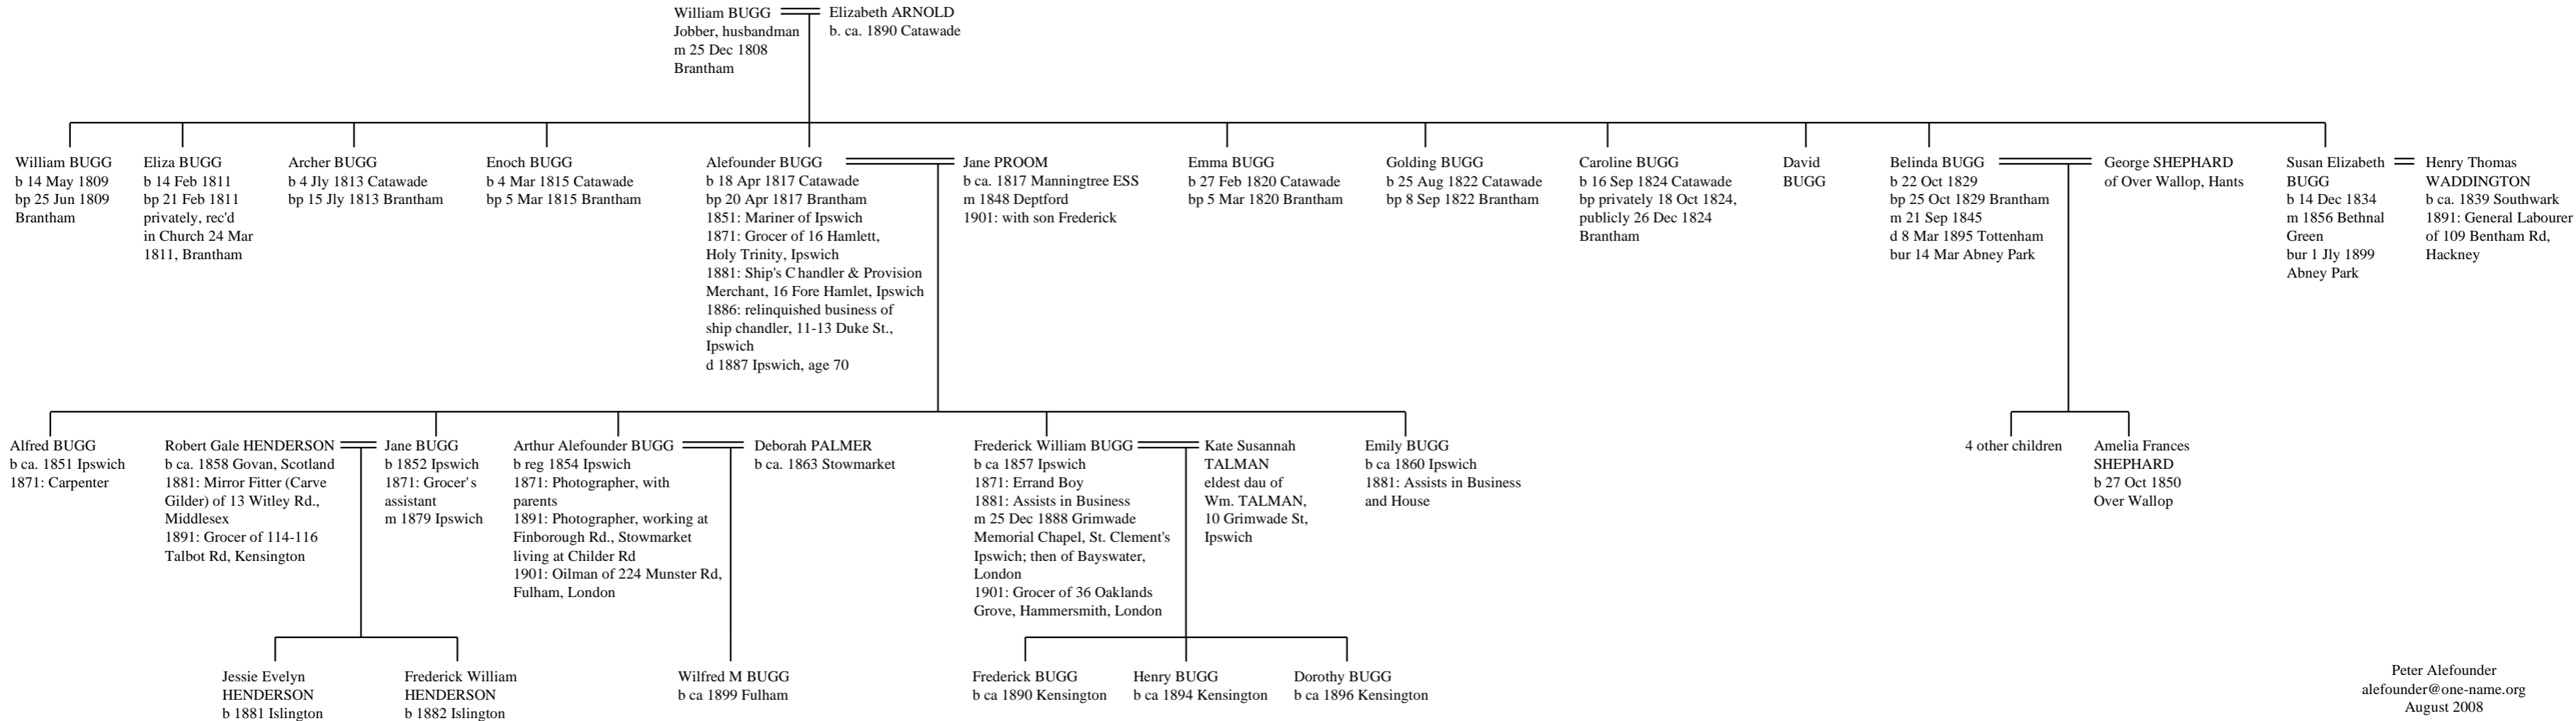 William BUGG
Jobber, husbandman
m 25 Dec 1808
Brantham
Elizabeth ARNOLD
b. ca. 1890 Catawade
William BUGG
b 14 May 1809
bp 25 Jun 1809
Brantham
Eliza BUGG
b 14 Feb 1811
bp 21 Feb 1811
privately, rec'd
in Church 24 Mar
1811, Brantham
Archer BUGG
b 4 Jly 1813 Catawade
bp 15 Jly 1813 Brantham
Enoch BUGG
b 4 Mar 1815 Catawade
bp 5 Mar 1815 Brantham
Alefounder BUGG
b 18 Apr 1817 Catawade
bp 20 Apr 1817 Brantham
1851: Mariner of Ipswich
1871: Grocer of 16 Hamlett,
Holy Trinity, Ipswich
1881: Ship's Chandler & Provision
Merchant, 16 Fore Hamlet, Ipswich
1886: relinquished business of
ship chandler, 11-13 Duke St.,
Ipswich
d 1887 Ipswich, age 70
Jane PROOM
b ca. 1817 Manningtree ESS
m 1848 Deptford
1901: with son Frederick
Emma BUGG
b 27 Feb 1820 Catawade
bp 5 Mar 1820 Brantham
Golding BUGG
b 25 Aug 1822 Catawade
bp 8 Sep 1822 Brantham
Caroline BUGG
b 16 Sep 1824 Catawade
bp privately 18 Oct 1824,
publicly 26 Dec 1824
Brantham
David
BUGG
Belinda BUGG
b 22 Oct 1829
bp 25 Oct 1829 Brantham
m 21 Sep 1845
d 8 Mar 1895 Tottenham
bur 14 Mar Abney Park
George SHEPHARD
of Over Wallop, Hants
Susan Elizabeth
BUGG
b 14 Dec 1834
m 1856 Bethnal
Green
bur 1 Jly 1899
Abney Park
Henry Thomas
WADDINGTON
b ca. 1839 Southwark
1891: General Labourer
of 109 Bentham Rd,
Hackney
Alfred BUGG
b ca. 1851 Ipswich
1871: Carpenter
Robert Gale HENDERSON
b ca. 1858 Govan, Scotland
1881: Mirror Fitter (Carve
Gilder) of 13 Witley Rd.,
Middlesex
1891: Grocer of 114-116
Talbot Rd, Kensington
Jane BUGG
b 1852 Ipswich
1871: Grocer's
assistant
m 1879 Ipswich
Arthur Alefounder BUGG
b reg 1854 Ipswich
1871: Photographer, with
parents
1891: Photographer, working at
Finborough Rd., Stowmarket
living at Childer Rd
1901: Oilman of 224 Munster Rd,
Fulham, London
Deborah PALMER
b ca. 1863 Stowmarket
Frederick William BUGG
b ca 1857 Ipswich
1871: Errand Boy
1881: Assists in Business
m 25 Dec 1888 Grimwade
Memorial Chapel, St. Clement's
Ipswich; then of Bayswater,
London
1901: Grocer of 36 Oaklands
Grove, Hammersmith, London
Kate Susannah
TALMAN
eldest dau of
Wm. TALMAN,
10 Grimwade St,
Ipswich
Emily BUGG
b ca 1860 Ipswich
1881: Assists in Business
and House
4 other children
Amelia Frances
SHEPHARD
b 27 Oct 1850
Over Wallop
Jessie Evelyn
HENDERSON
b 1881 Islington
Frederick William
HENDERSON
b 1882 Islington
Wilfred M BUGG
b ca 1899 Fulham
Frederick BUGG
b ca 1890 Kensington
Henry BUGG
b ca 1894 Kensington
Dorothy BUGG
b ca 1896 Kensington
Peter Alefounder
alefounder@one-name.org
August 2008